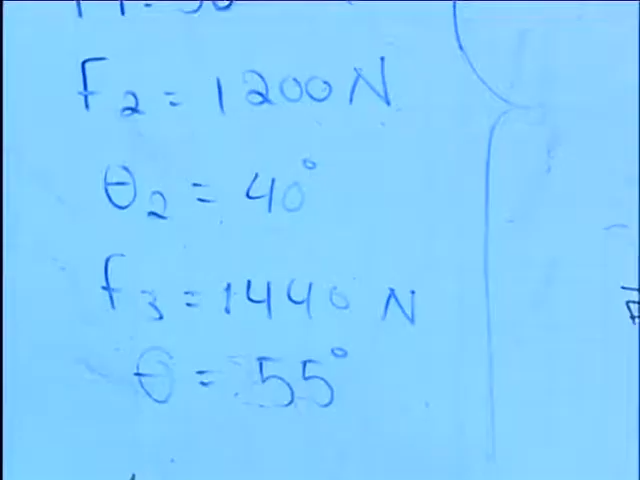 F2 = 1200 N
θ2 = 40°
f3 = 1440 N
θ = 55°